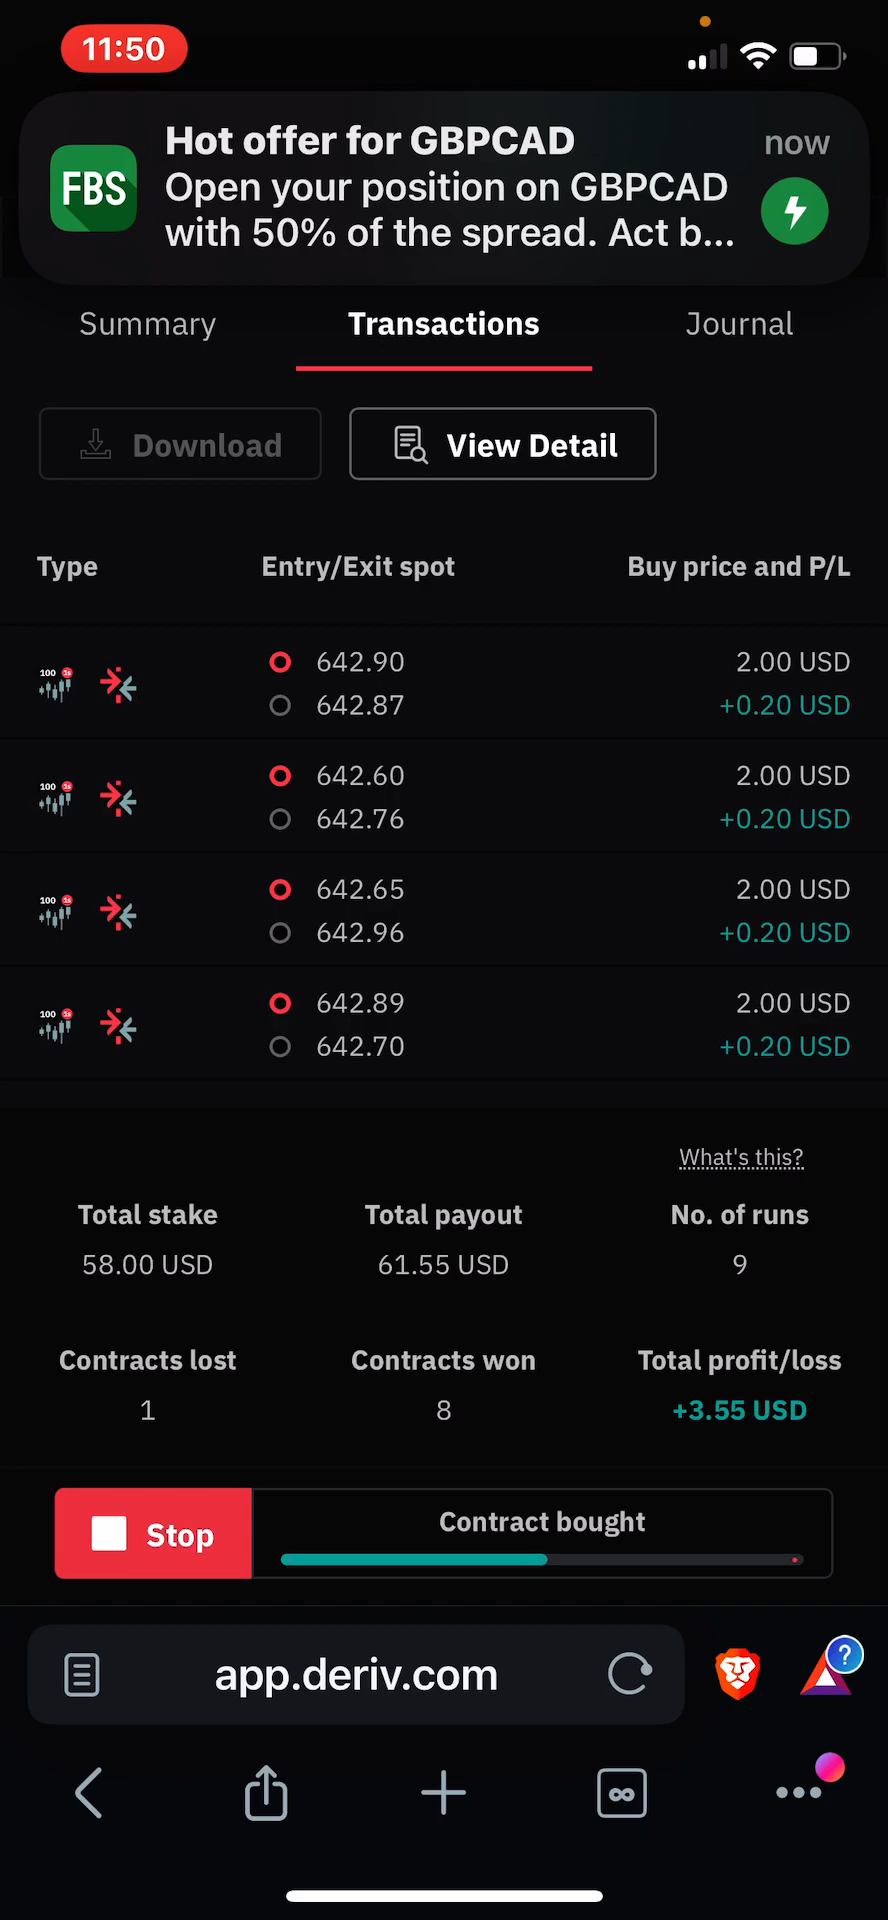 11:50
FBS
Hot offer for GBPCAD
now
Open your position on GBPCAD
with 50% of the spread. Act b...
Summary
Transactions
Journal
Download
View Detail
Type
Entry/Exit spot
Buy price and P/L
100 1s
642.90
2.00 USD
642.87
+0.20 USD
100 1s
642.60
2.00 USD
642.76
+0.20 USD
100 1s
642.65
2.00 USD
642.96
+0.20 USD
100 1s
642.89
2.00 USD
642.70
+0.20 USD
What's this?
Total stake
Total payout
No. of runs
58.00 USD
61.55 USD
9
Contracts lost
Contracts won
Total profit/loss
1
8
+3.55 USD
Stop
Contract bought
app.deriv.com
?